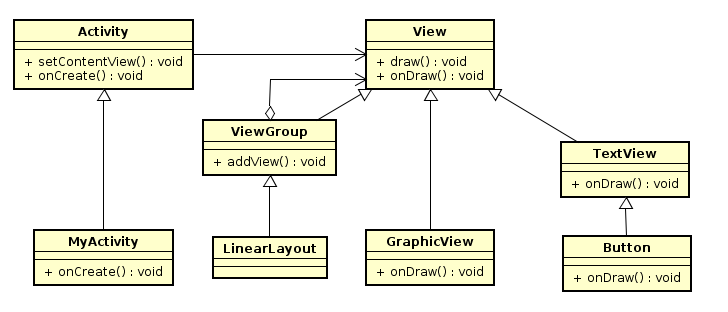 Activity
+ setContentView() : void
+ onCreate() : void
View
+ draw() : void
+ onDraw() : void
ViewGroup
+ addView() : void
TextView
+ onDraw() : void
MyActivity
+ onCreate() : void
LinearLayout
GraphicView
+ onDraw() : void
Button
+ onDraw() : void